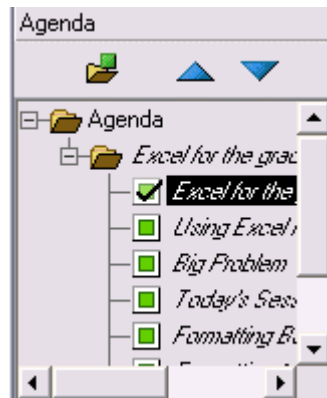 Agenda
Agenda
Excel for the grac
Excel for the
Using Excel
Big Problem
Today's Sess
Formatting B